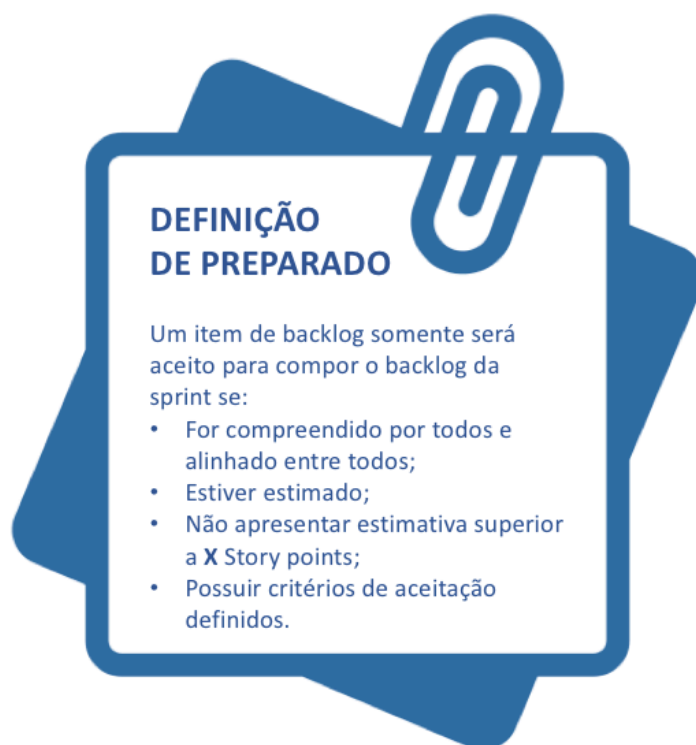 DEFINIÇÃO
DE PREPARADO
Um item de backlog somente será
aceito para compor o backlog da
sprint se:
• For compreendido por todos e
alinhado entre todos;
• Estiver estimado;
• Não apresentar estimativa superior
a X Story points;
• Possuir critérios de aceitação
definidos.